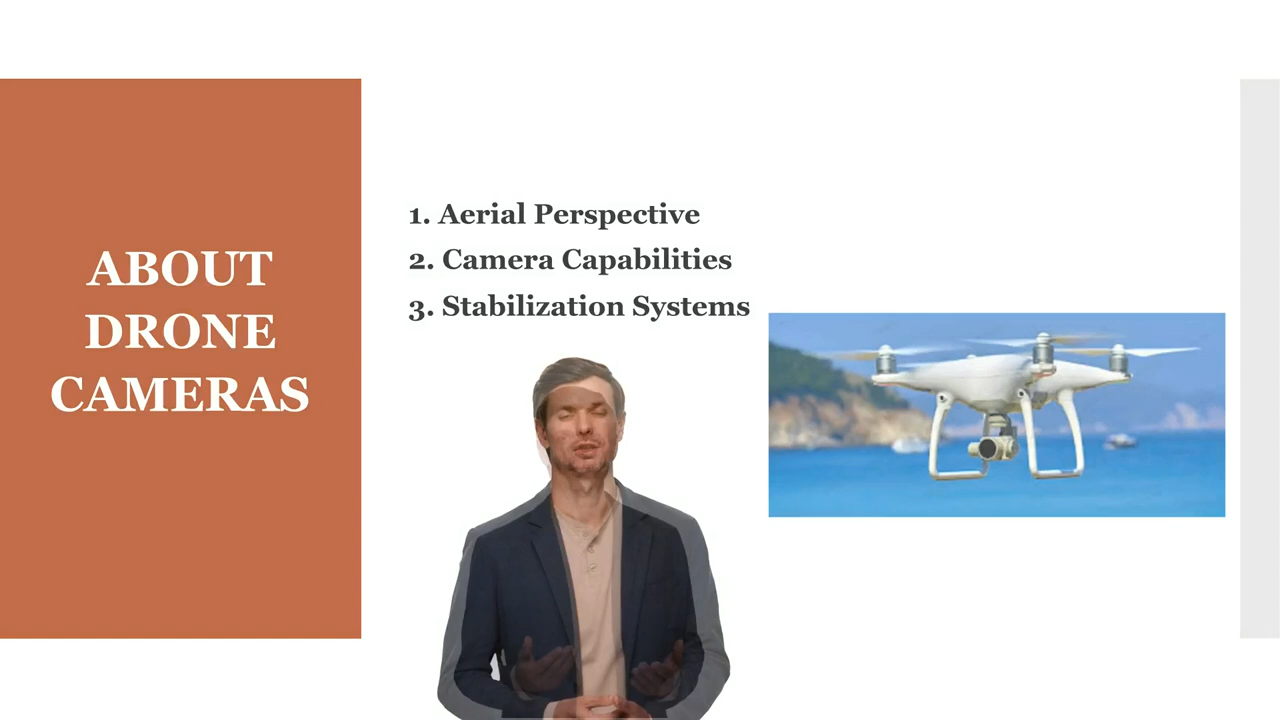 ABOUT
DRONE
CAMERAS
1. Aerial Perspective
2. Camera Capabilities
3. Stabilization Systems